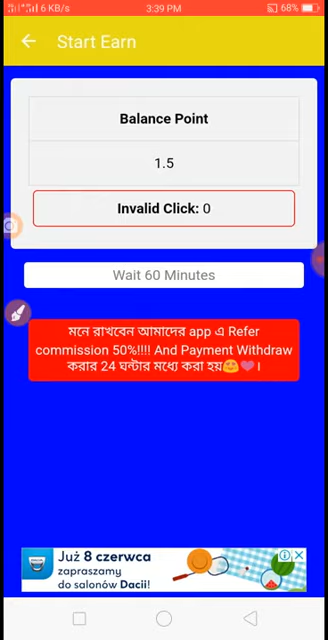 6 KB/s 3:39 PM 68%
Start Earn
Balance Point
1.5
Invalid Click: 0
Wait 60 Minutes
মনে রাখবেন আমাদের app এ Refer
commission 50%!!!! And Payment Withdraw
করার 24 ঘন্টার মধ্যে করা হয়😊💜।
Już 8 czerwca
zapraszamy
do salonów Dacii!